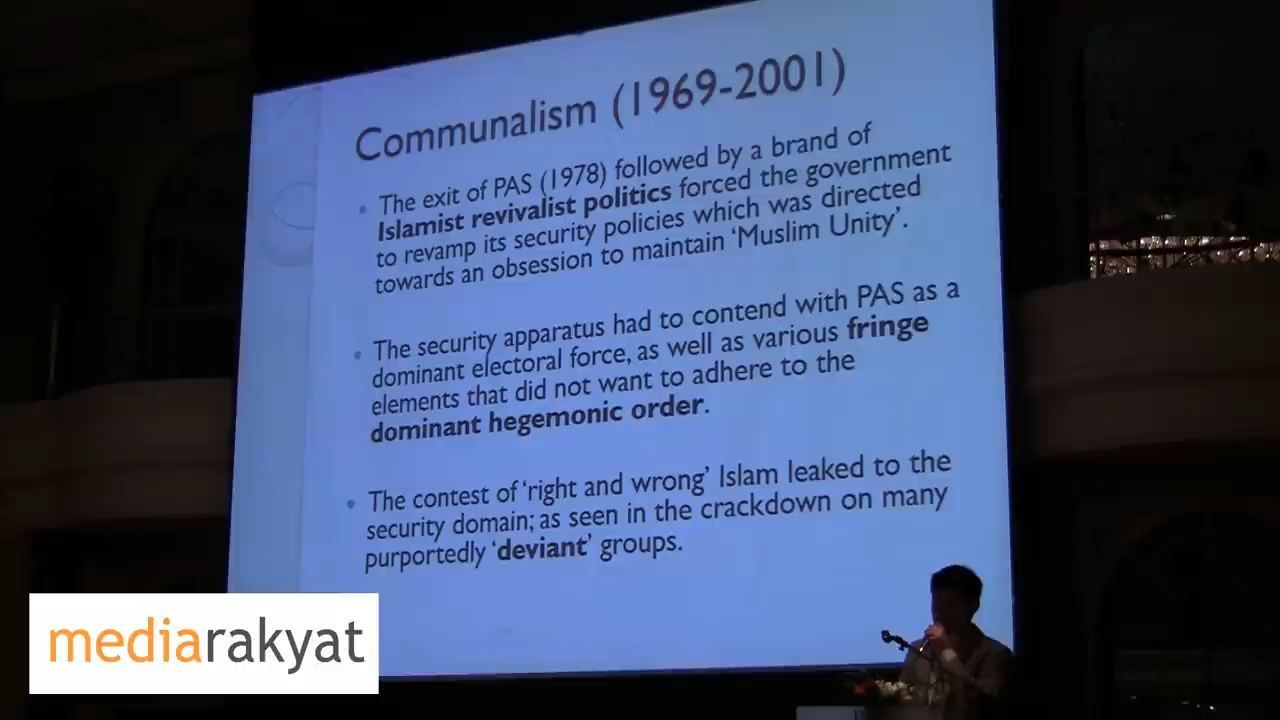 Communalism (1969-2001)
The exit of PAS (1978) followed by a brand of
Islamist revivalist politics forced the government
to revamp its security policies which was directed
towards an obsession to maintain ‘Muslim Unity’.
The security apparatus had to contend with PAS as a
dominant electoral force, as well as various fringe
elements that did not want to adhere to the
dominant hegemonic order.
The contest of ‘right and wrong’ Islam leaked to the
security domain; as seen in the crackdown on many
purportedly ‘deviant’ groups.
mediarakyat